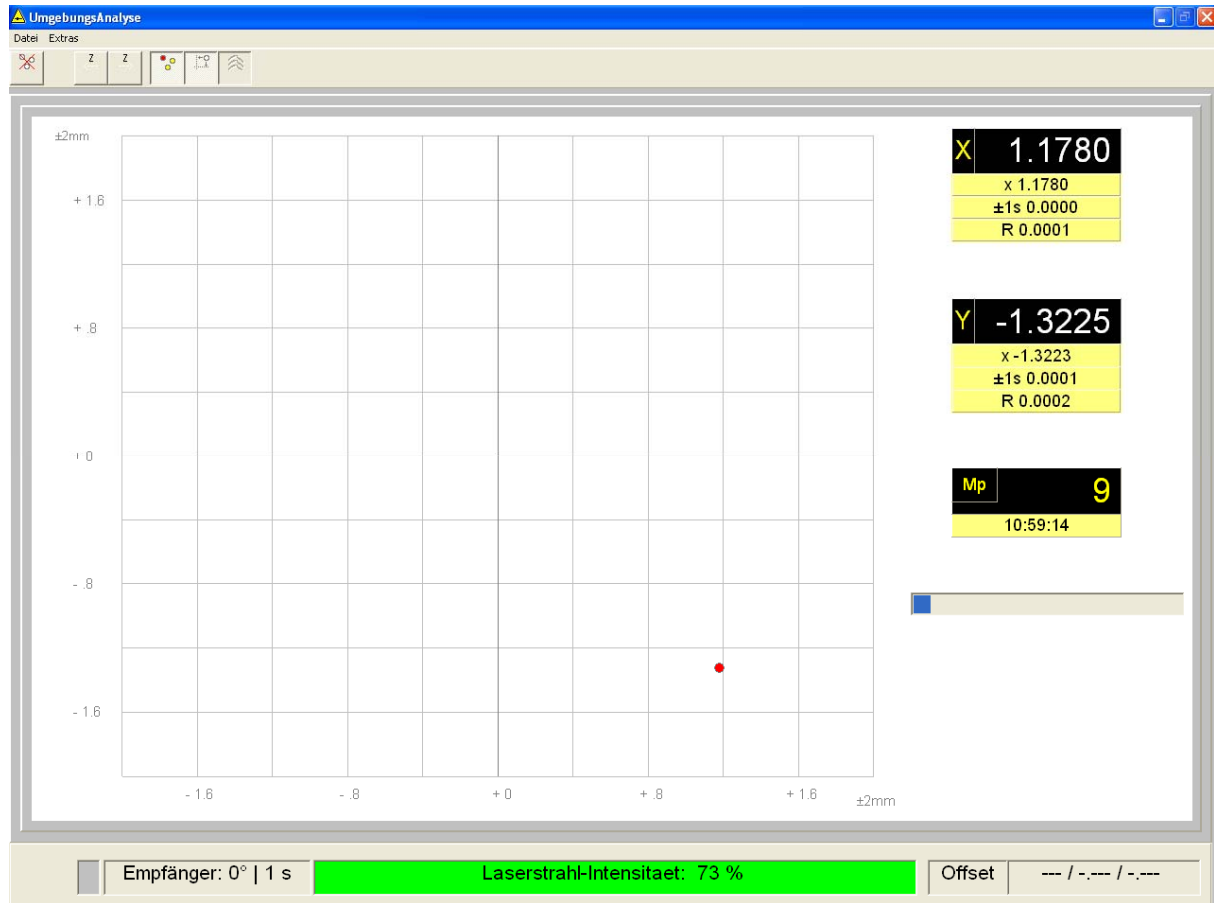 UmgebungsAnalyse
Datei Extras
Z Z
±2mm
+ 1.6
+ .8
+ 0
- .8
- 1.6
- 1.6 - .8 + 0 + .8 + 1.6 ±2mm
X 1.1780
x 1.1780
±1s 0.0000
R 0.0001
Y -1.3225
x -1.3223
±1s 0.0001
R 0.0002
Mp 9
10:59:14
Empfänger: 0° | 1 s
Laserstrahl-Intensitaet: 73 %
Offset --- / -.--- / -.---